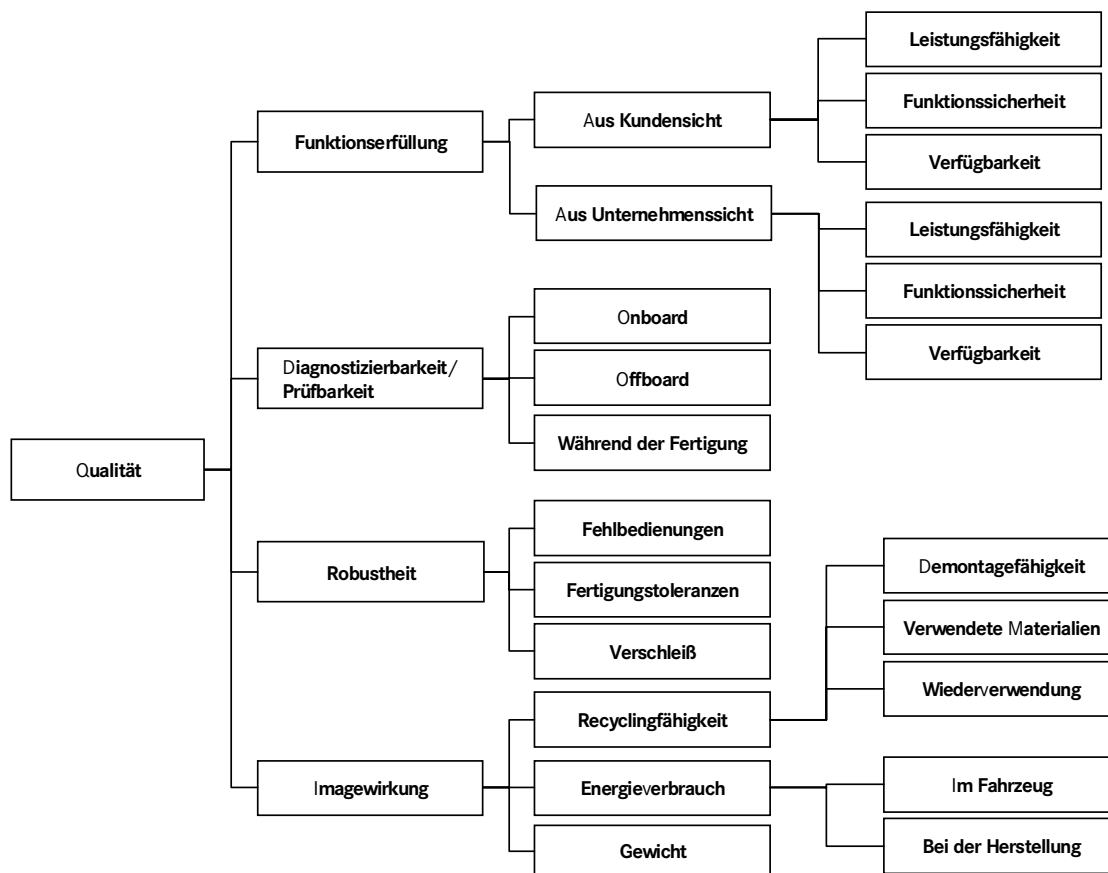 Qualität
Funktionserfüllung
Aus Kundensicht
Leistungsfähigkeit
Funktionssicherheit
Verfügbarkeit
Aus Unternehmenssicht
Leistungsfähigkeit
Funktionssicherheit
Verfügbarkeit
Diagnostizierbarkeit/
Prüfbarkeit
Onboard
Offboard
Während der Fertigung
Robustheit
Fehlbedienungen
Fertigungstoleranzen
Verschleiß
Imagewirkung
Recyclingfähigkeit
Demontagefähigkeit
Verwendete Materialien
Wiederverwendung
Energieverbrauch
Im Fahrzeug
Bei der Herstellung
Gewicht